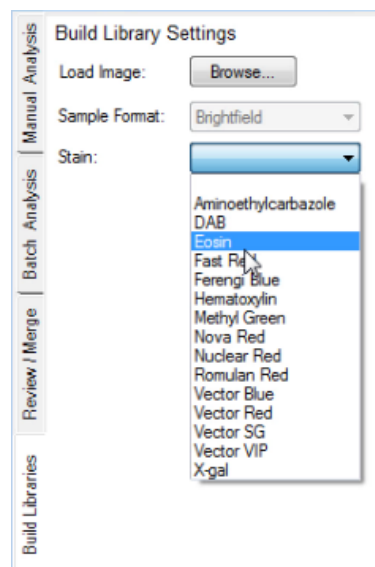 Manual Analysis
Batch Analysis
Review / Merge
Build Libraries
Build Library Settings
Load Image: Browse...
Sample Format: Brightfield
Stain:
Aminoethylcarbazole
DAB
Eosin
Fast Red
Ferengi Blue
Hematoxylin
Methyl Green
Nova Red
Nuclear Red
Romulan Red
Vector Blue
Vector Red
Vector SG
Vector VIP
X-gal